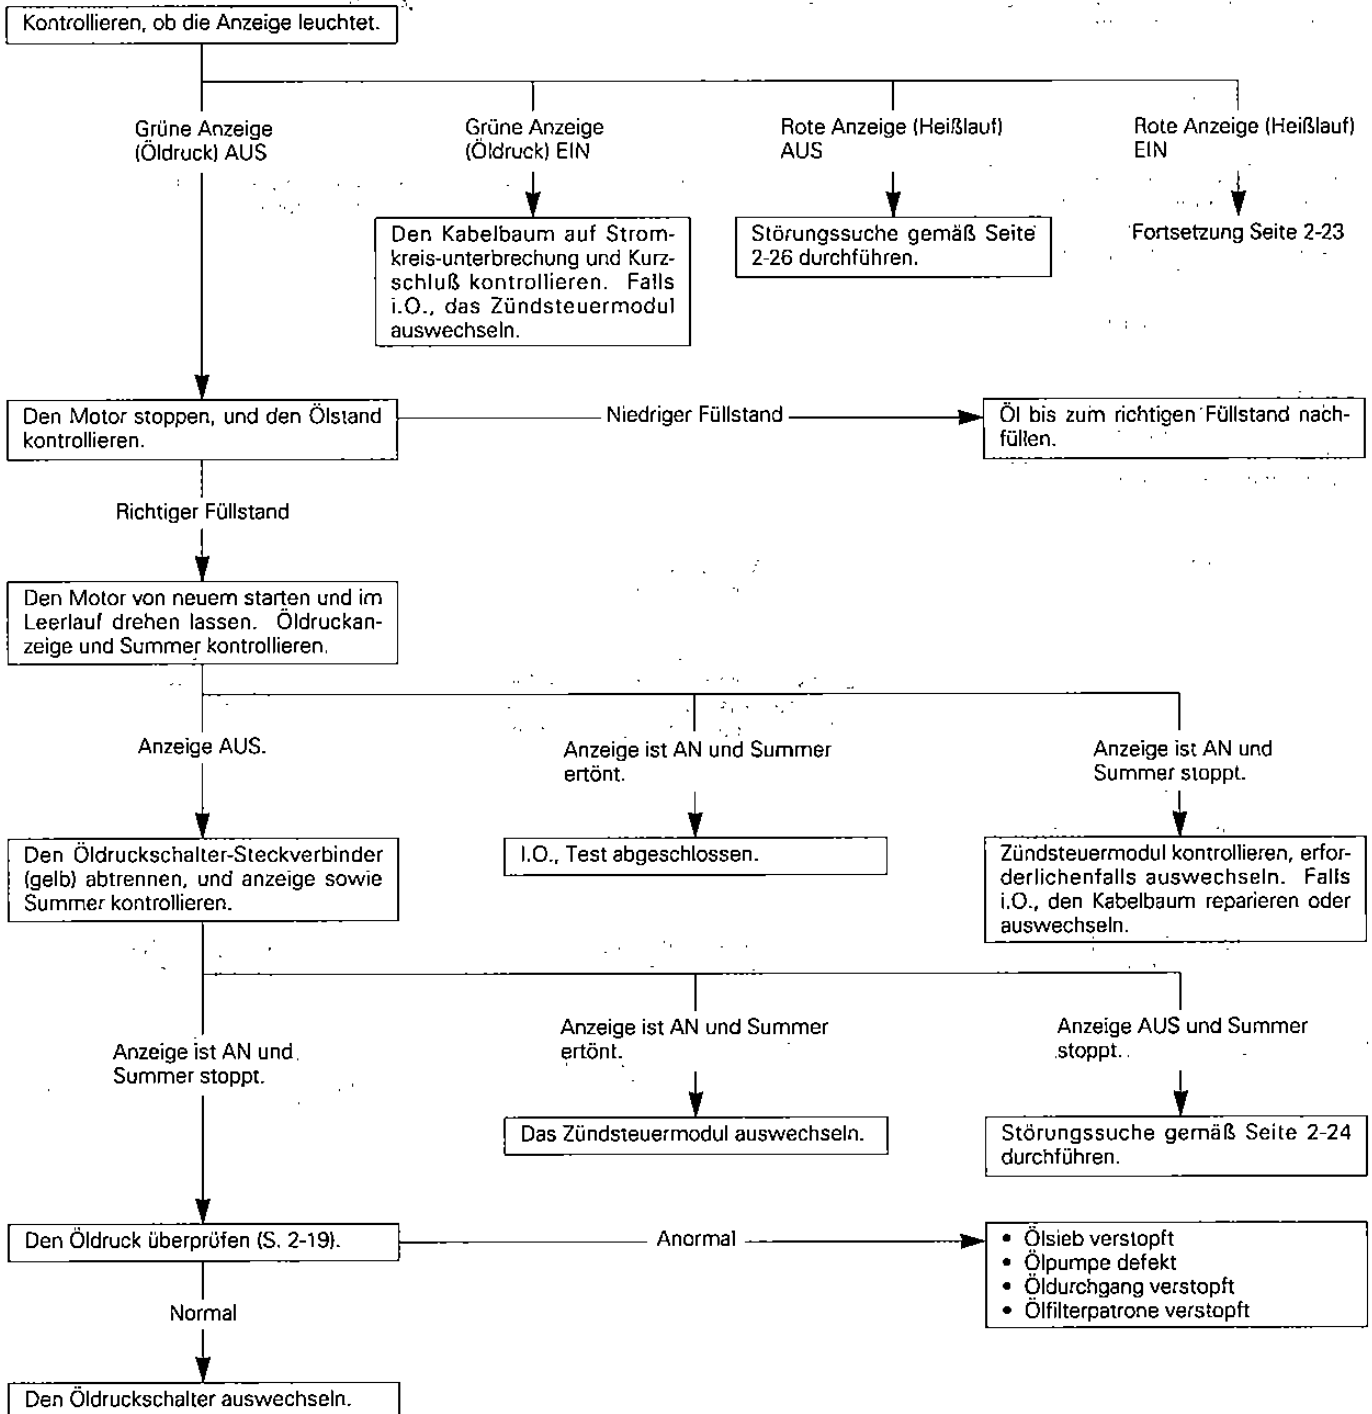 Kontrollieren, ob die Anzeige leuchtet.
Grüne Anzeige
(Öldruck) AUS
Grüne Anzeige
(Öldruck) EIN
Rote Anzeige (Heißlauf)
AUS
Rote Anzeige (Heißlauf)
EIN
Den Kabelbaum auf Strom-
kreis-unterbrechung und Kurz-
schluß kontrollieren. Falls
i.O., das Zündsteuermodul
auswechseln.
Störungssuche gemäß Seite
2-26 durchführen.
Fortsetzung Seite 2-23
Den Motor stoppen, und den Ölstand
kontrollieren.
Niedriger Füllstand
Öl bis zum richtigen Füllstand nach-
füllen.
Richtiger Füllstand
Den Motor von neuem starten und im
Leerlauf drehen lassen. Öldruckan-
zeige und Summer kontrollieren.
Anzeige AUS.
Anzeige ist AN und Summer
ertönt.
Anzeige ist AN und
Summer stoppt.
Den Öldruckschalter-Steckverbinder
(gelb) abtrennen, und anzeige sowie
Summer kontrollieren.
I.O., Test abgeschlossen.
Zündsteuermodul kontrollieren, erfor-
derlichenfalls auswechseln. Falls
i.O., den Kabelbaum reparieren oder
auswechseln.
Anzeige ist AN und
Summer stoppt.
Anzeige ist AN und Summer
ertönt.
Anzeige AUS und Summer
stoppt.
Das Zündsteuermodul auswechseln.
Störungssuche gemäß Seite 2-24
durchführen.
Den Öldruck überprüfen (S. 2-19).
Anormal
• Ölsieb verstopft
• Ölpumpe defekt
• Öldurchgang verstopft
• Ölfilterpatrone verstopft
Normal
Den Öldruckschalter auswechseln.